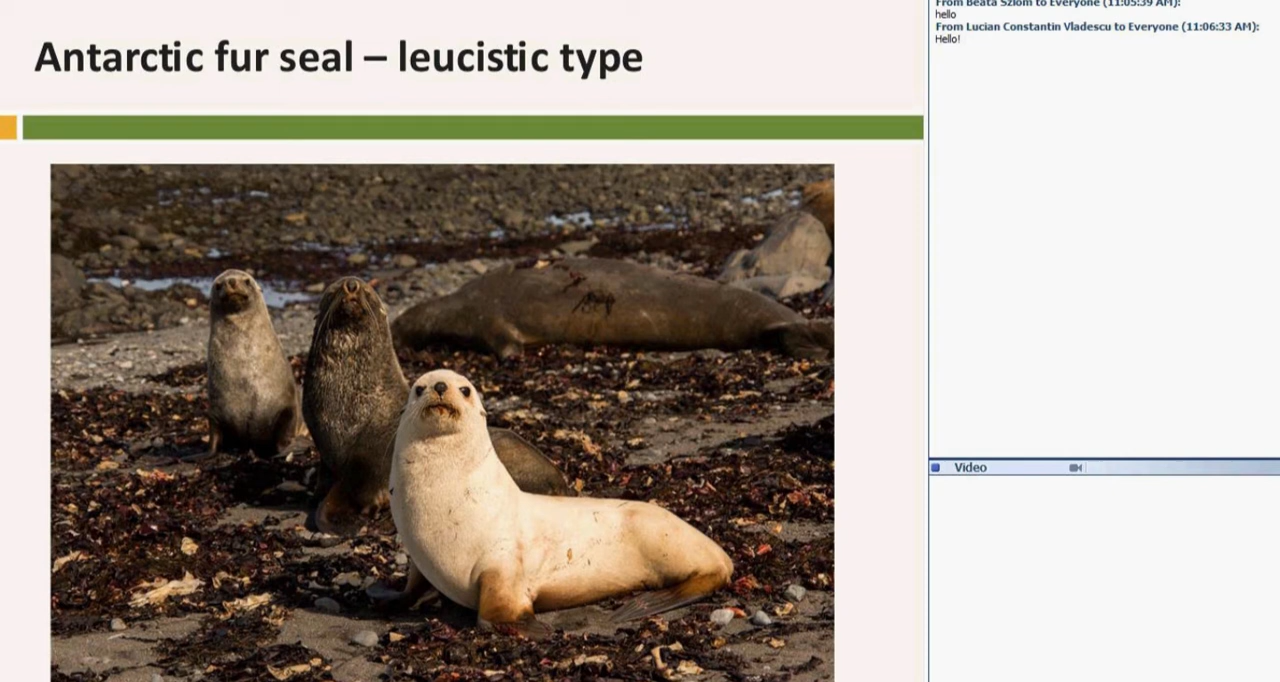 Antarctic fur seal – leucistic type
From Beata Szlom to Everyone (11:05:39 AM):
hello
From Lucian Constantin Vladescu to Everyone (11:06:33 AM):
Hello!
Video